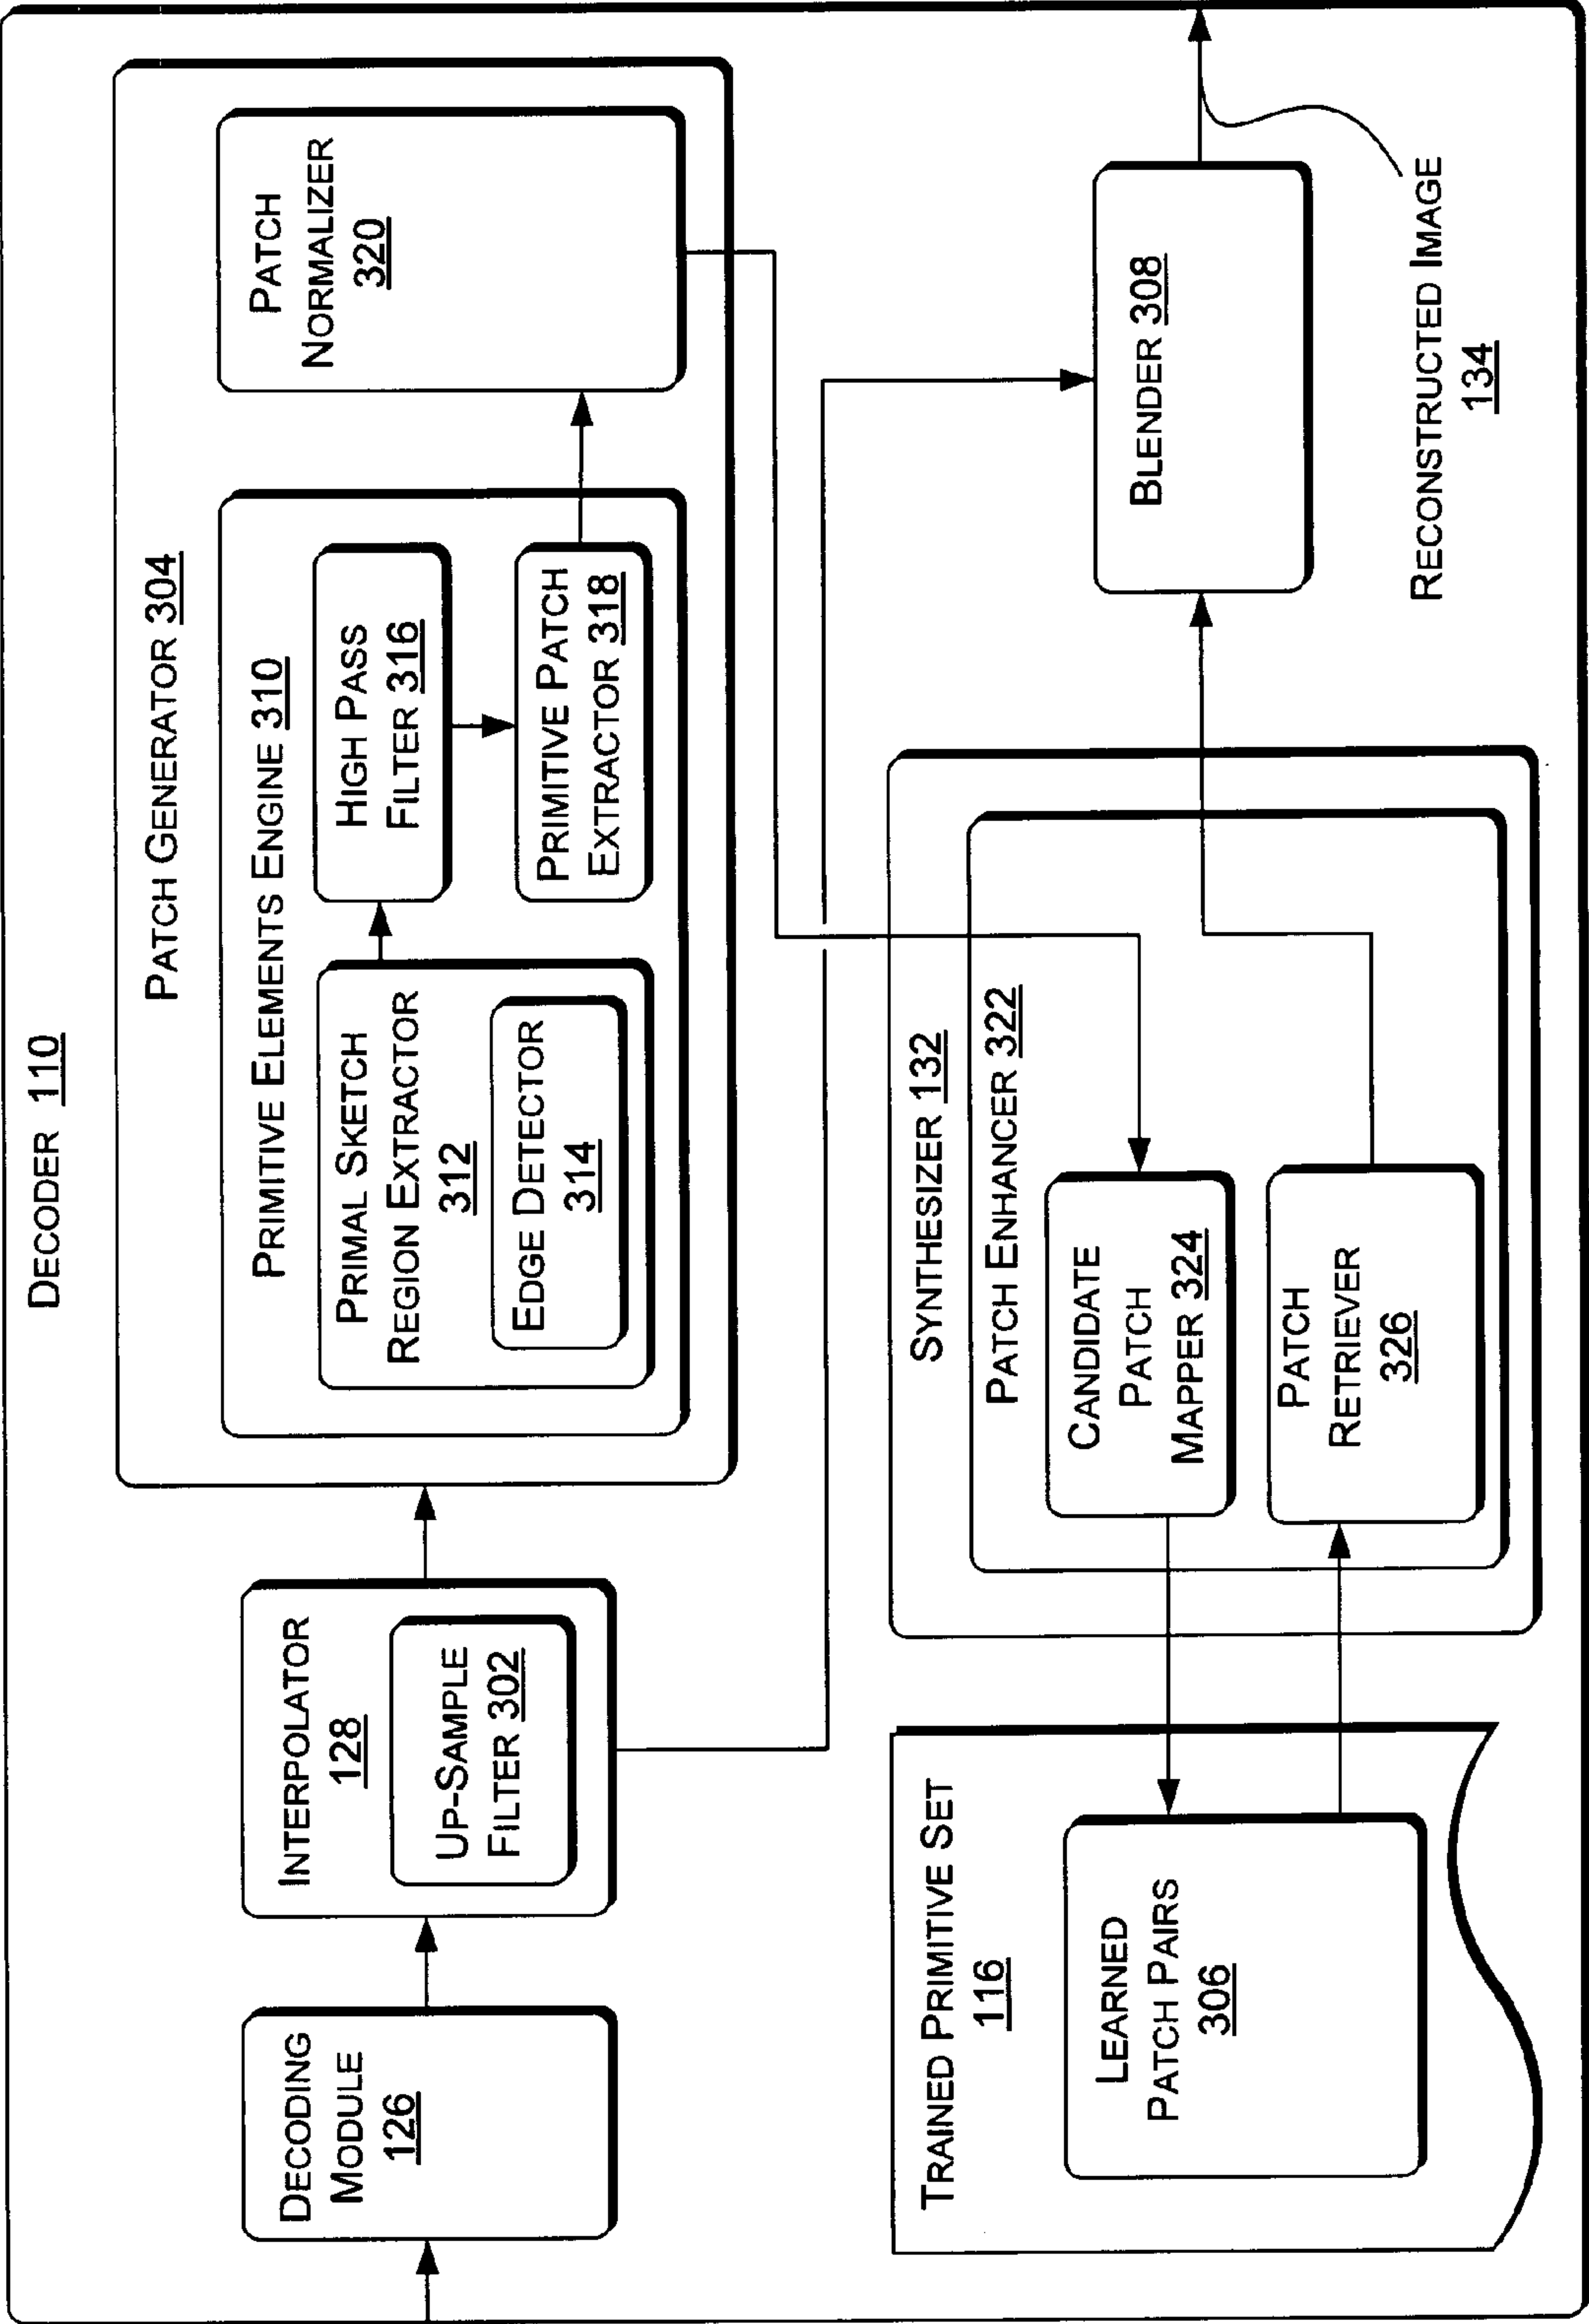 DECODER 110
PATCH GENERATOR 304
PRIMITIVE ELEMENTS ENGINE 310
PRIMAL SKETCH
REGION EXTRACTOR
312
EDGE DETECTOR
314
HIGH PASS
FILTER 316
PRIMITIVE PATCH
EXTRACTOR 318
PATCH
NORMALIZER
320
INTERPOLATOR
128
UP-SAMPLE
FILTER 302
DECODING
MODULE
126
TRAINED PRIMITIVE SET
116
LEARNED
PATCH PAIRS
306
SYNTHESIZER 132
PATCH ENHANCER 322
CANDIDATE
PATCH
MAPPER 324
PATCH
RETRIEVER
326
BLENDER 308
RECONSTRUCTED IMAGE
134